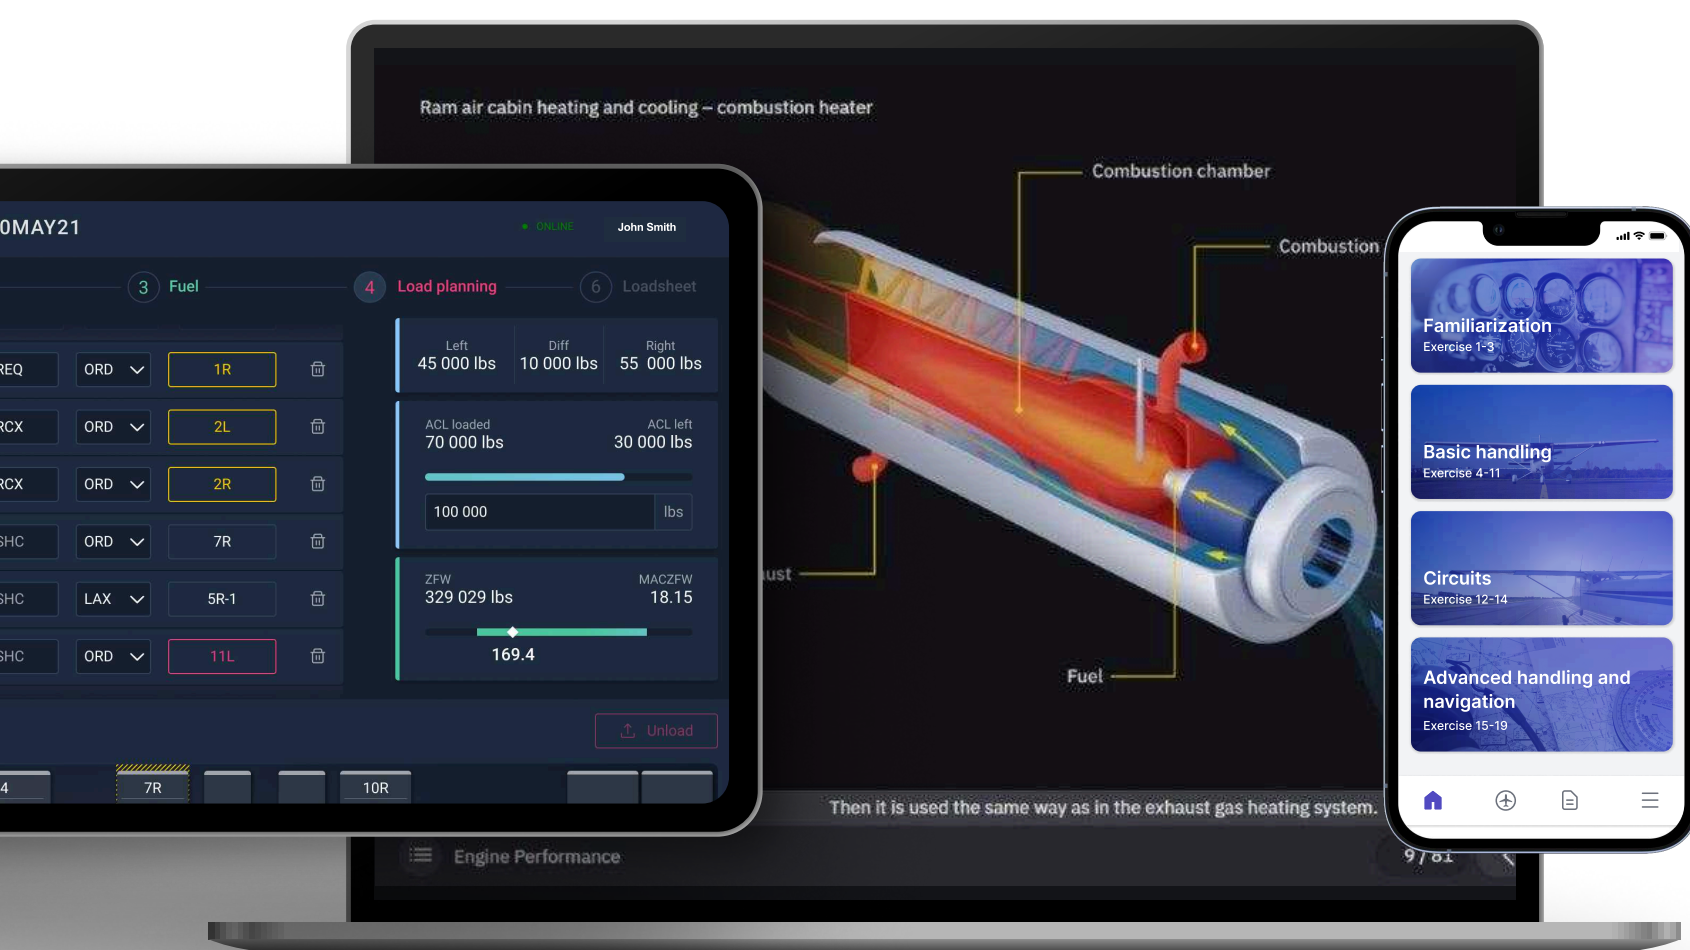 Ram air cabin heating and cooling – combustion heater
Combustion chamber
Combustion
Fuel
Then it is used the same way as in the exhaust gas heating system.
Engine Performance
9/81
0MAY21
ONLINE
John Smith
3 Fuel
4 Load planning
6 Loadsheet
REQ ORD 1R
RCX ORD 2L
RCX ORD 2R
SHC ORD 7R
SHC LAX 5R-1
SHC ORD 11L
Left Diff Right
45 000 lbs 10 000 lbs 55 000 lbs
ACL loaded ACL left
70 000 lbs 30 000 lbs
100 000 lbs
ZFW MACZFW
329 029 lbs 18.15
169.4
Unload
4 7R 10R
Familiarization
Exercise 1-3
Basic handling
Exercise 4-11
Circuits
Exercise 12-14
Advanced handling and
navigation
Exercise 15-19